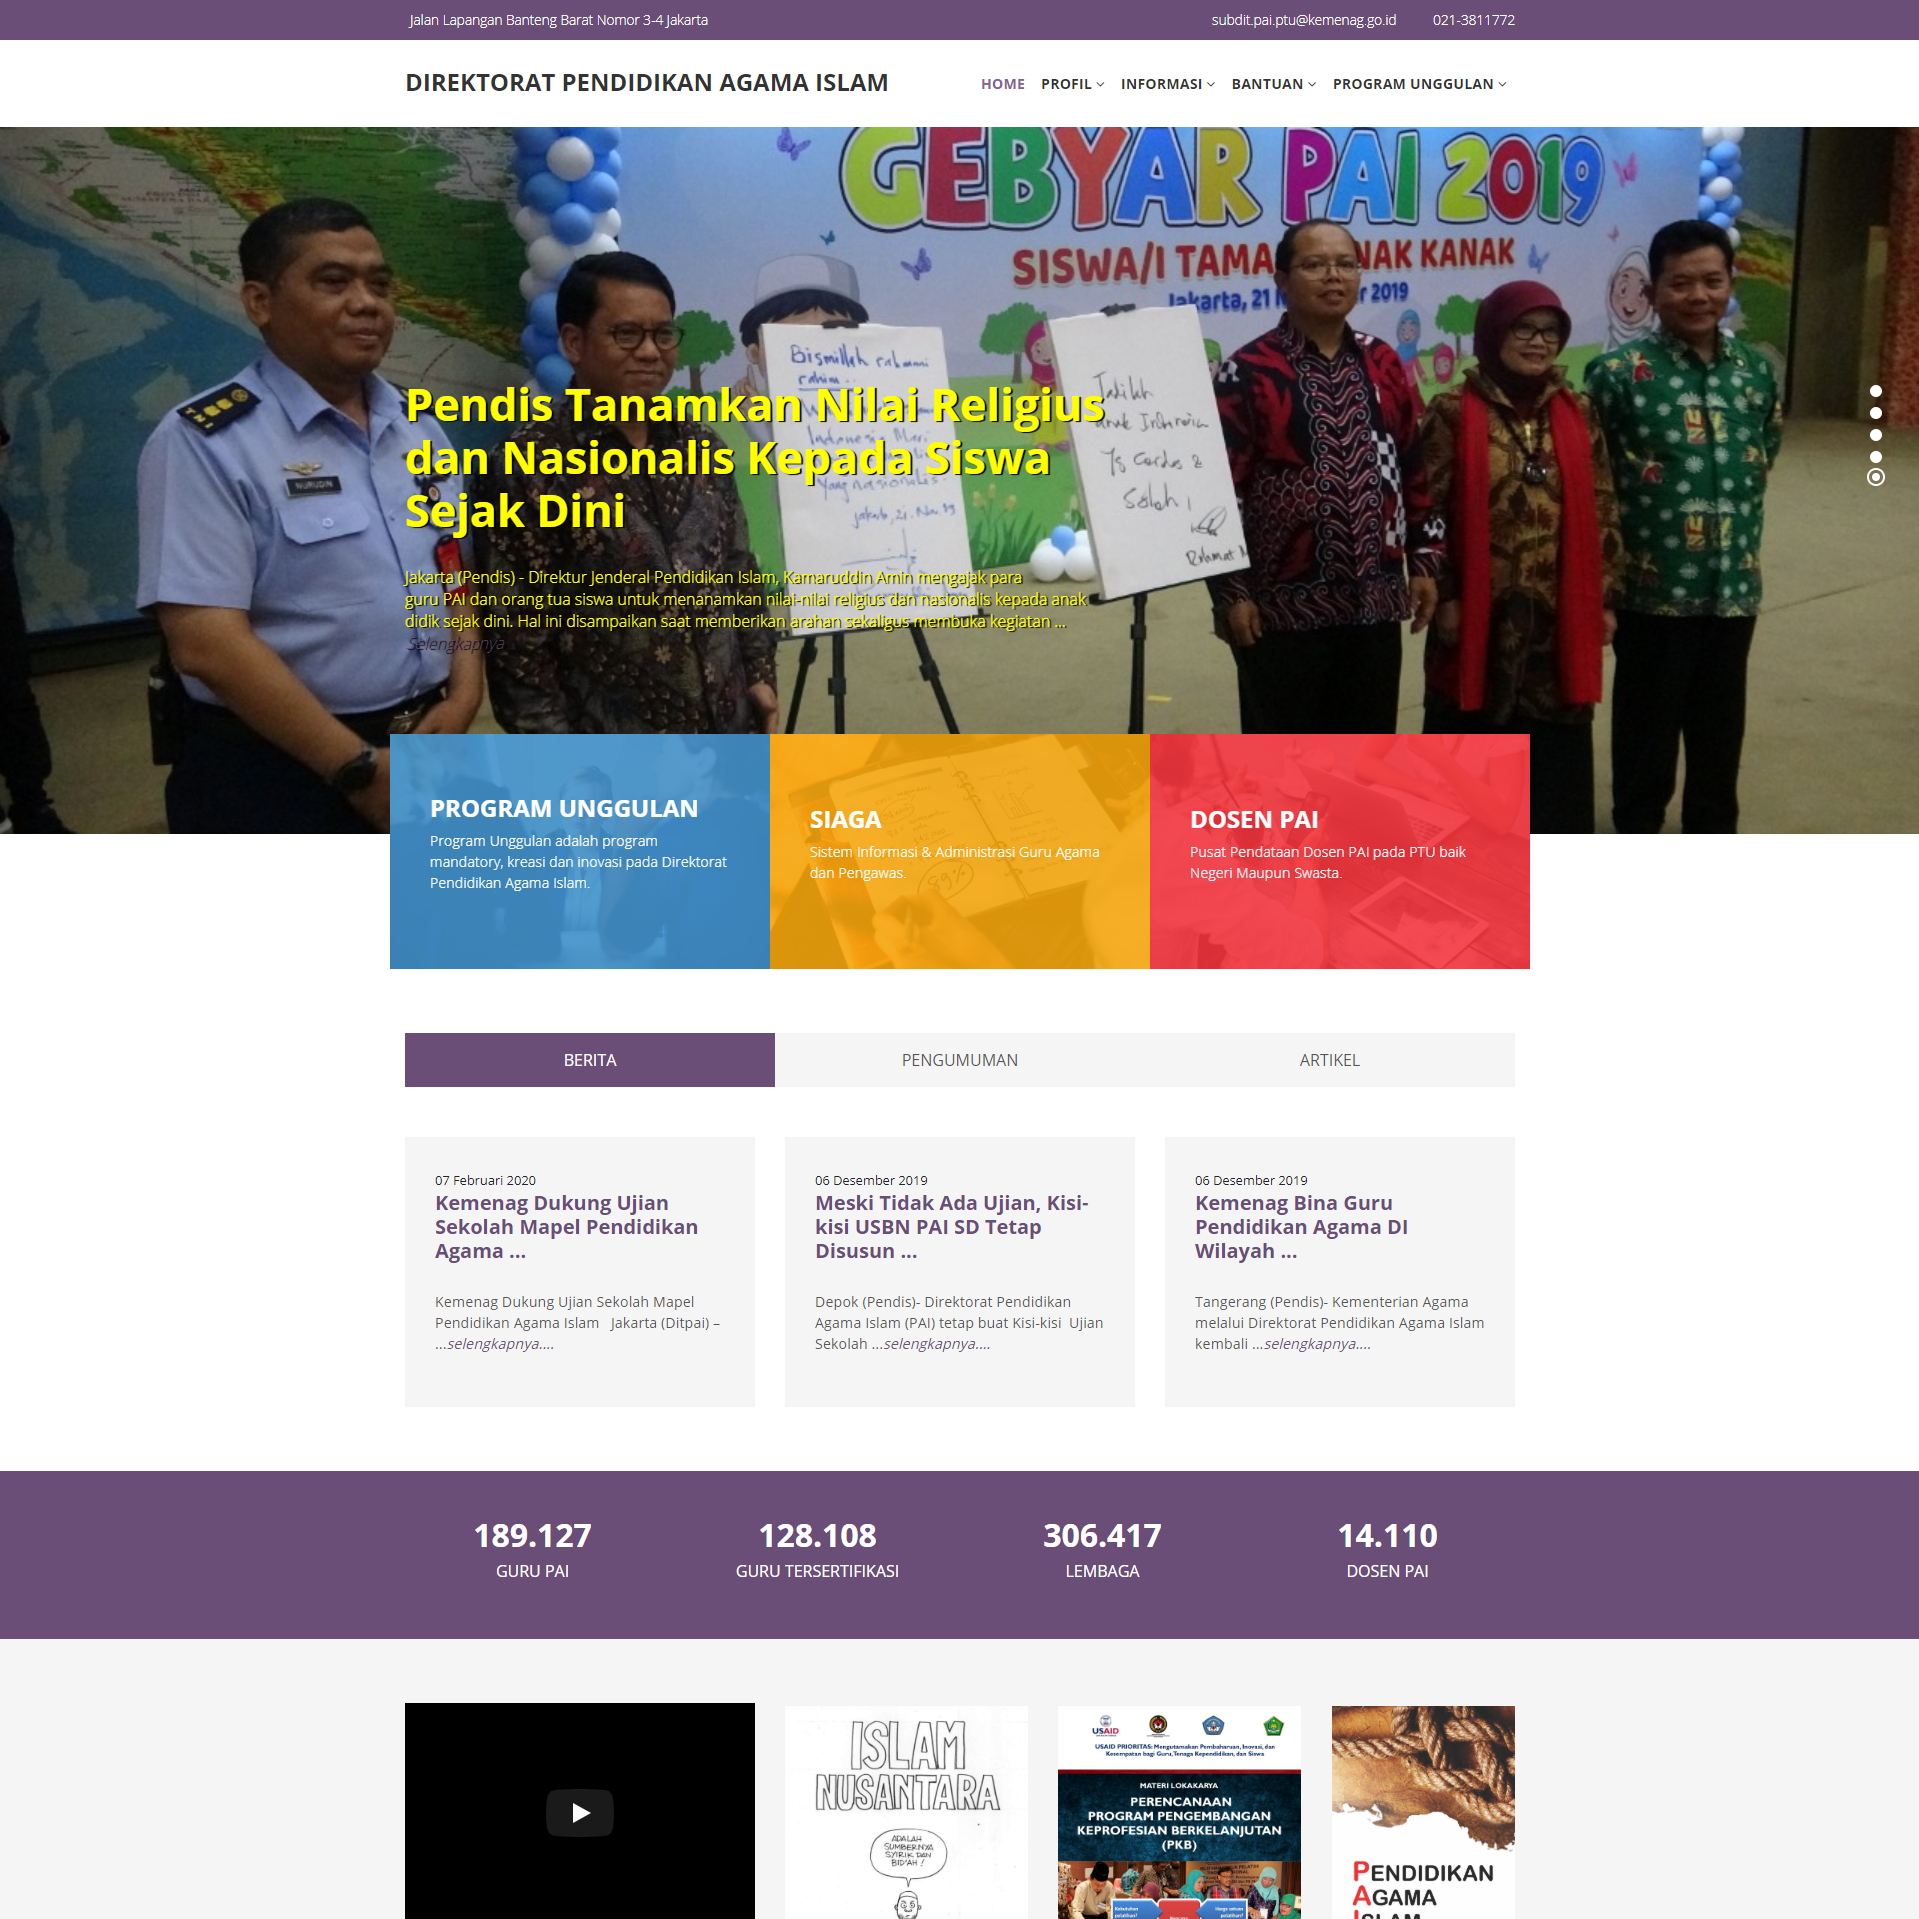 Jalan Lapangan Banteng Barat Nomor 3-4 Jakarta
subdit.pai.ptu@kemenag.go.id
021-3811772
DIREKTORAT PENDIDIKAN AGAMA ISLAM
HOME
PROFIL
INFORMASI
BANTUAN
PROGRAM UNGGULAN
GEBYAR PAI 2019
SISWA/I TAMA
NAK KANAK
Jakarta, 21
r 2019
Bismillah
NURUDIN
Pendis Tanamkan Nilai Religius
dan Nasionalis Kepada Siswa
Sejak Dini
Jakarta (Pendis) - Direktur Jenderal Pendidikan Islam, Kamaruddin Amin mengajak para
guru PAI dan orang tua siswa untuk menanamkan nilai-nilai religius dan nasionalis kepada anak
didik sejak dini. Hal ini disampaikan saat memberikan arahan sekaligus membuka kegiatan ...
Selengkapnya
PROGRAM UNGGULAN
Program Unggulan adalah program
mandatory, kreasi dan inovasi pada Direktorat
Pendidikan Agama Islam.
SIAGA
Sistem Informasi & Administrasi Guru Agama
dan Pengawas.
DOSEN PAI
Pusat Pendataan Dosen PAI pada PTU baik
Negeri Maupun Swasta.
BERITA
PENGUMUMAN
ARTIKEL
07 Februari 2020
Kemenag Dukung Ujian
Sekolah Mapel Pendidikan
Agama ...
Kemenag Dukung Ujian Sekolah Mapel
Pendidikan Agama Islam   Jakarta (Ditpai) –
...selengkapnya....
06 Desember 2019
Meski Tidak Ada Ujian, Kisi-
kisi USBN PAI SD Tetap
Disusun ...
Depok (Pendis)- Direktorat Pendidikan
Agama Islam (PAI) tetap buat Kisi-kisi  Ujian
Sekolah ...selengkapnya....
06 Desember 2019
Kemenag Bina Guru
Pendidikan Agama DI
Wilayah ...
Tangerang (Pendis)- Kementerian Agama
melalui Direktorat Pendidikan Agama Islam
kembali ...selengkapnya....
189.127
GURU PAI
128.108
GURU TERSERTIFIKASI
306.417
LEMBAGA
14.110
DOSEN PAI
ISLAM
NUSANTARA
ADALAH
SUMBERNYA
SYIRIK DAN
BID'AH !
USAID
USAID PRIORITAS: Mengutamakan Pembaharuan, Inovasi, dan
Kesempatan bagi Guru, Tenaga Kependidikan, dan Siswa
MATERI LOKAKARYA
PERENCANAAN
PROGRAM PENGEMBANGAN
KEPROFESIAN BERKELANJUTAN
(PKB)
PENDIDIKAN
AGAMA
ISLAM